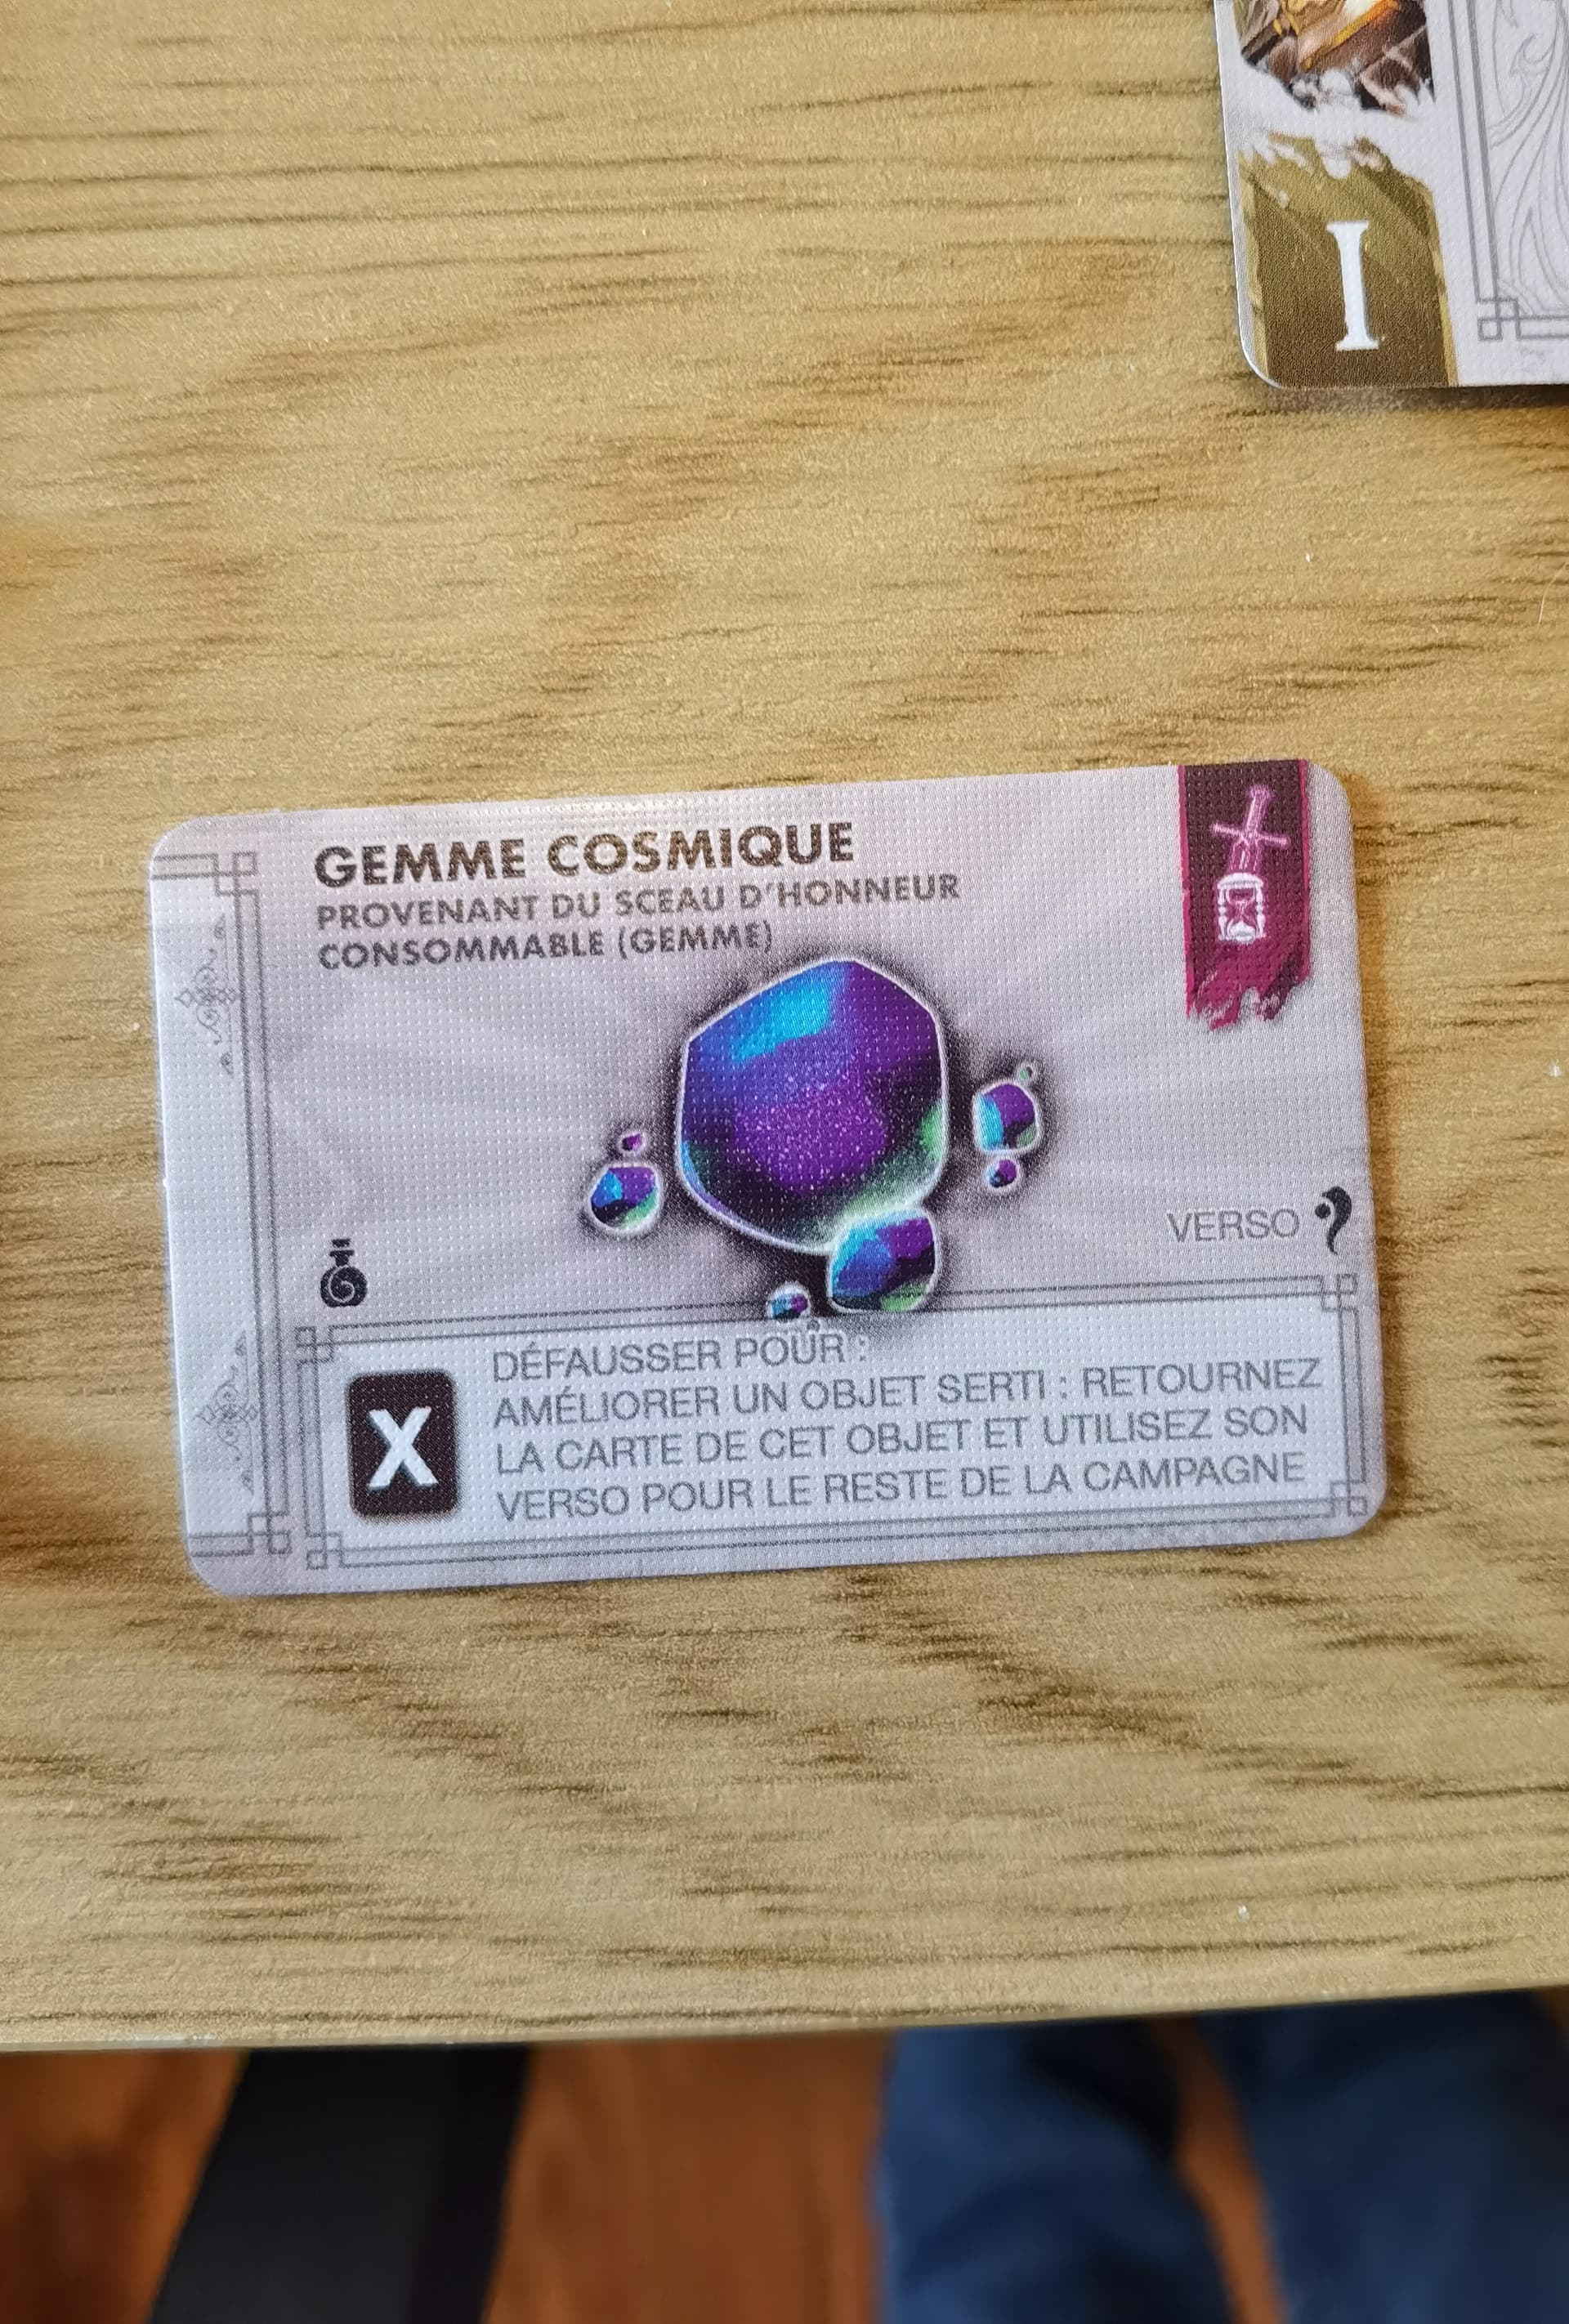 I
GEMME COSMIQUE
PROVENANT DU SCEAU D'HONNEUR
CONSOMMABLE (GEMME)
VERSO
DÉFAUSSER POUR :
AMÉLIORER UN OBJET SERTI : RETOURNEZ
X LA CARTE DE CET OBJET ET UTILISEZ SON
VERSO POUR LE RESTE DE LA CAMPAGNE